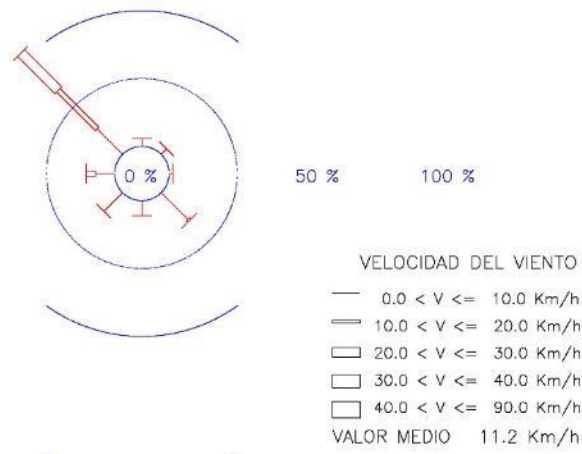 0 % 50 % 100 %
VELOCIDAD DEL VIENTO
0.0 < V <= 10.0 Km/h
10.0 < V <= 20.0 Km/h
20.0 < V <= 30.0 Km/h
30.0 < V <= 40.0 Km/h
40.0 < V <= 90.0 Km/h
VALOR MEDIO 11.2 Km/h